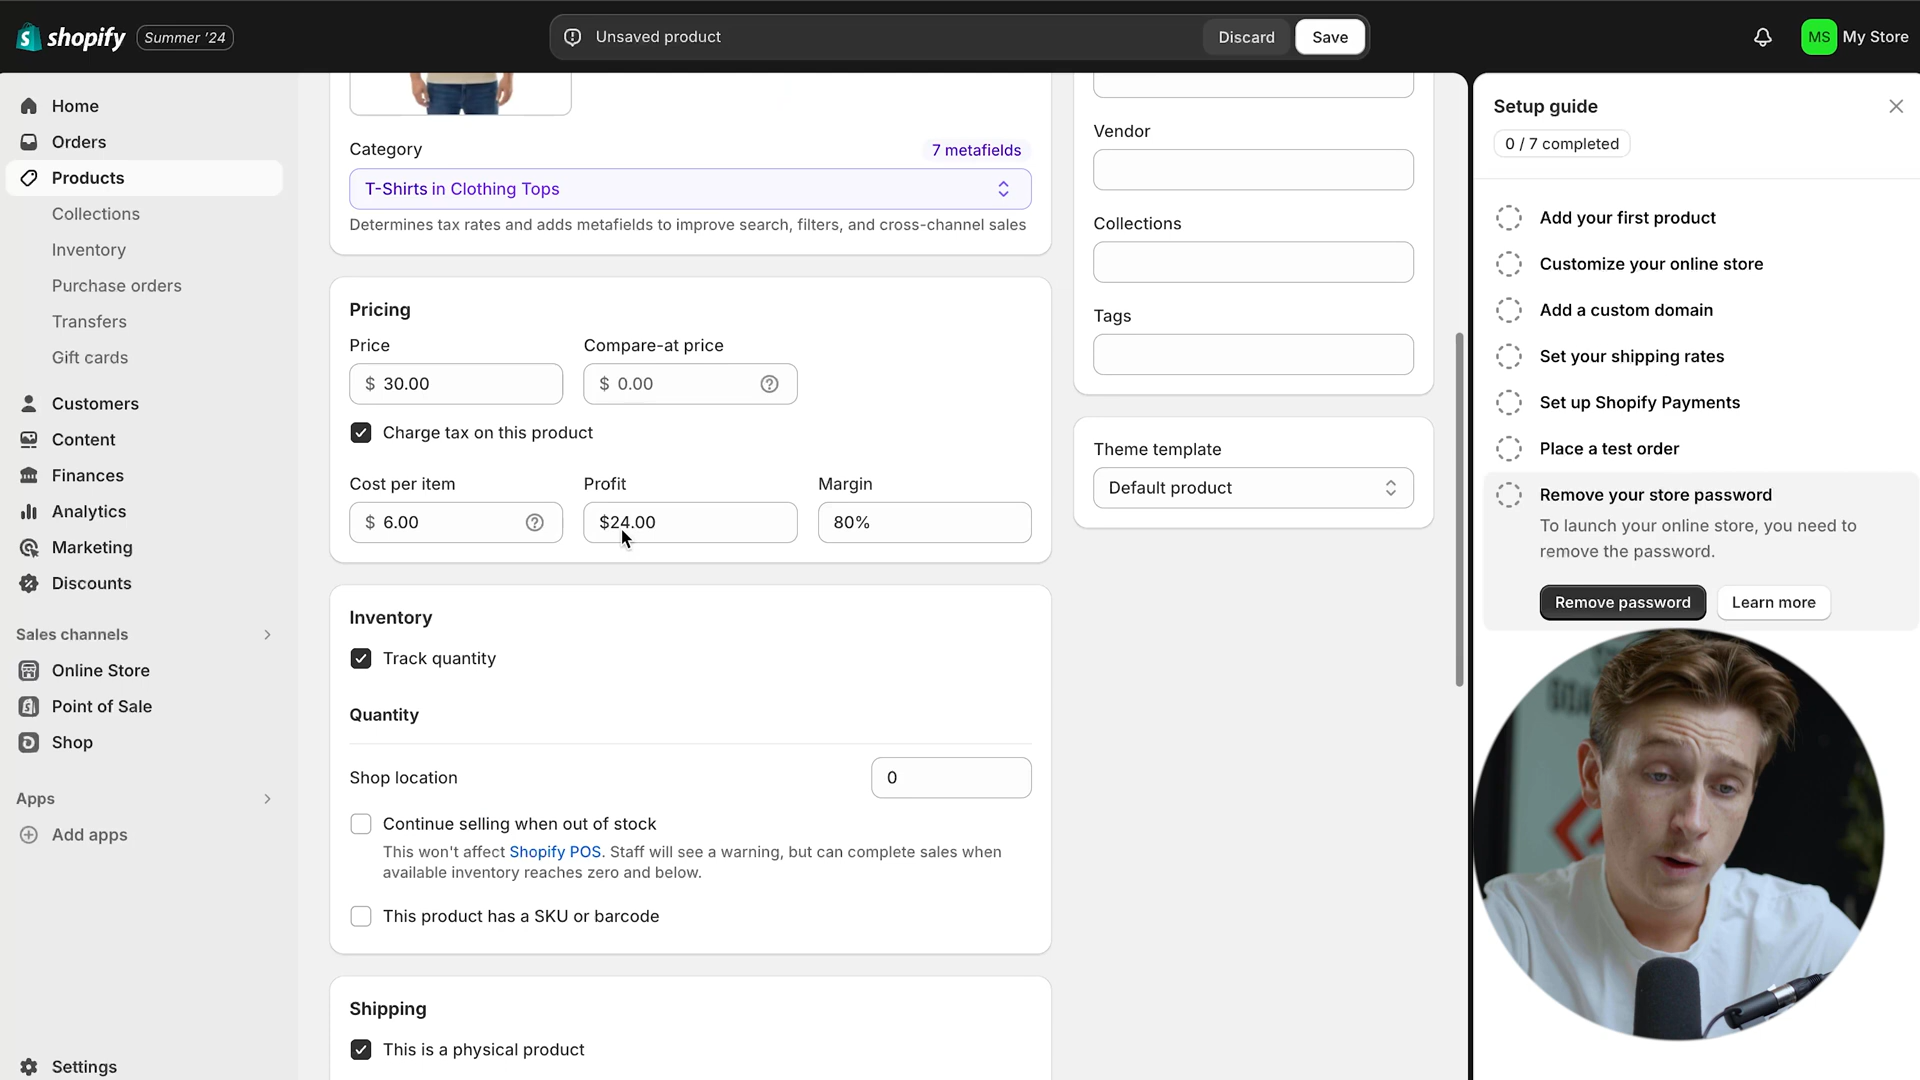 shopify
Summer '24
Unsaved product
Discard
Save
MS
My Store
Home
Orders
Products
Collections
Inventory
Purchase orders
Transfers
Gift cards
Customers
Content
Finances
Analytics
Marketing
Discounts
Sales channels
Online Store
Point of Sale
Shop
Apps
Add apps
Settings
Category
7 metafields
T-Shirts in Clothing Tops
Determines tax rates and adds metafields to improve search, filters, and cross-channel sales
Pricing
Price
Compare-at price
$ 30.00
$ 0.00
Charge tax on this product
Cost per item
Profit
Margin
$ 6.00
$24.00
80%
Inventory
Track quantity
Quantity
Shop location
0
Continue selling when out of stock
This won't affect Shopify POS. Staff will see a warning, but can complete sales when
available inventory reaches zero and below.
This product has a SKU or barcode
Shipping
This is a physical product
Vendor
Collections
Tags
Theme template
Default product
Setup guide
0 / 7 completed
Add your first product
Customize your online store
Add a custom domain
Set your shipping rates
Set up Shopify Payments
Place a test order
Remove your store password
To launch your online store, you need to
remove the password.
Remove password
Learn more